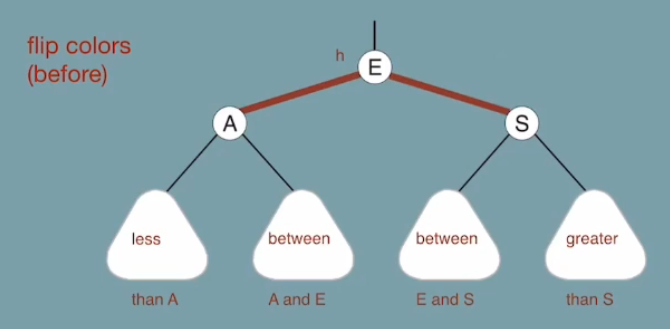 flip colors
(before)
h
E
A
S
less
between
between
greater
than A
A and E
E and S
than S